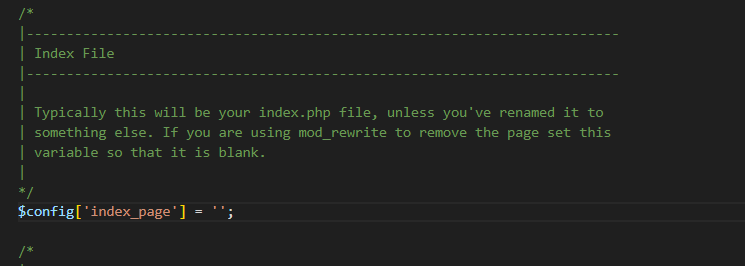 /*
|--------------------------------------------------------------------------
| Index File
|--------------------------------------------------------------------------
|
| Typically this will be your index.php file, unless you've renamed it to
| something else. If you are using mod_rewrite to remove the page set this
| variable so that it is blank.
|
*/
$config['index_page'] = '';
/*